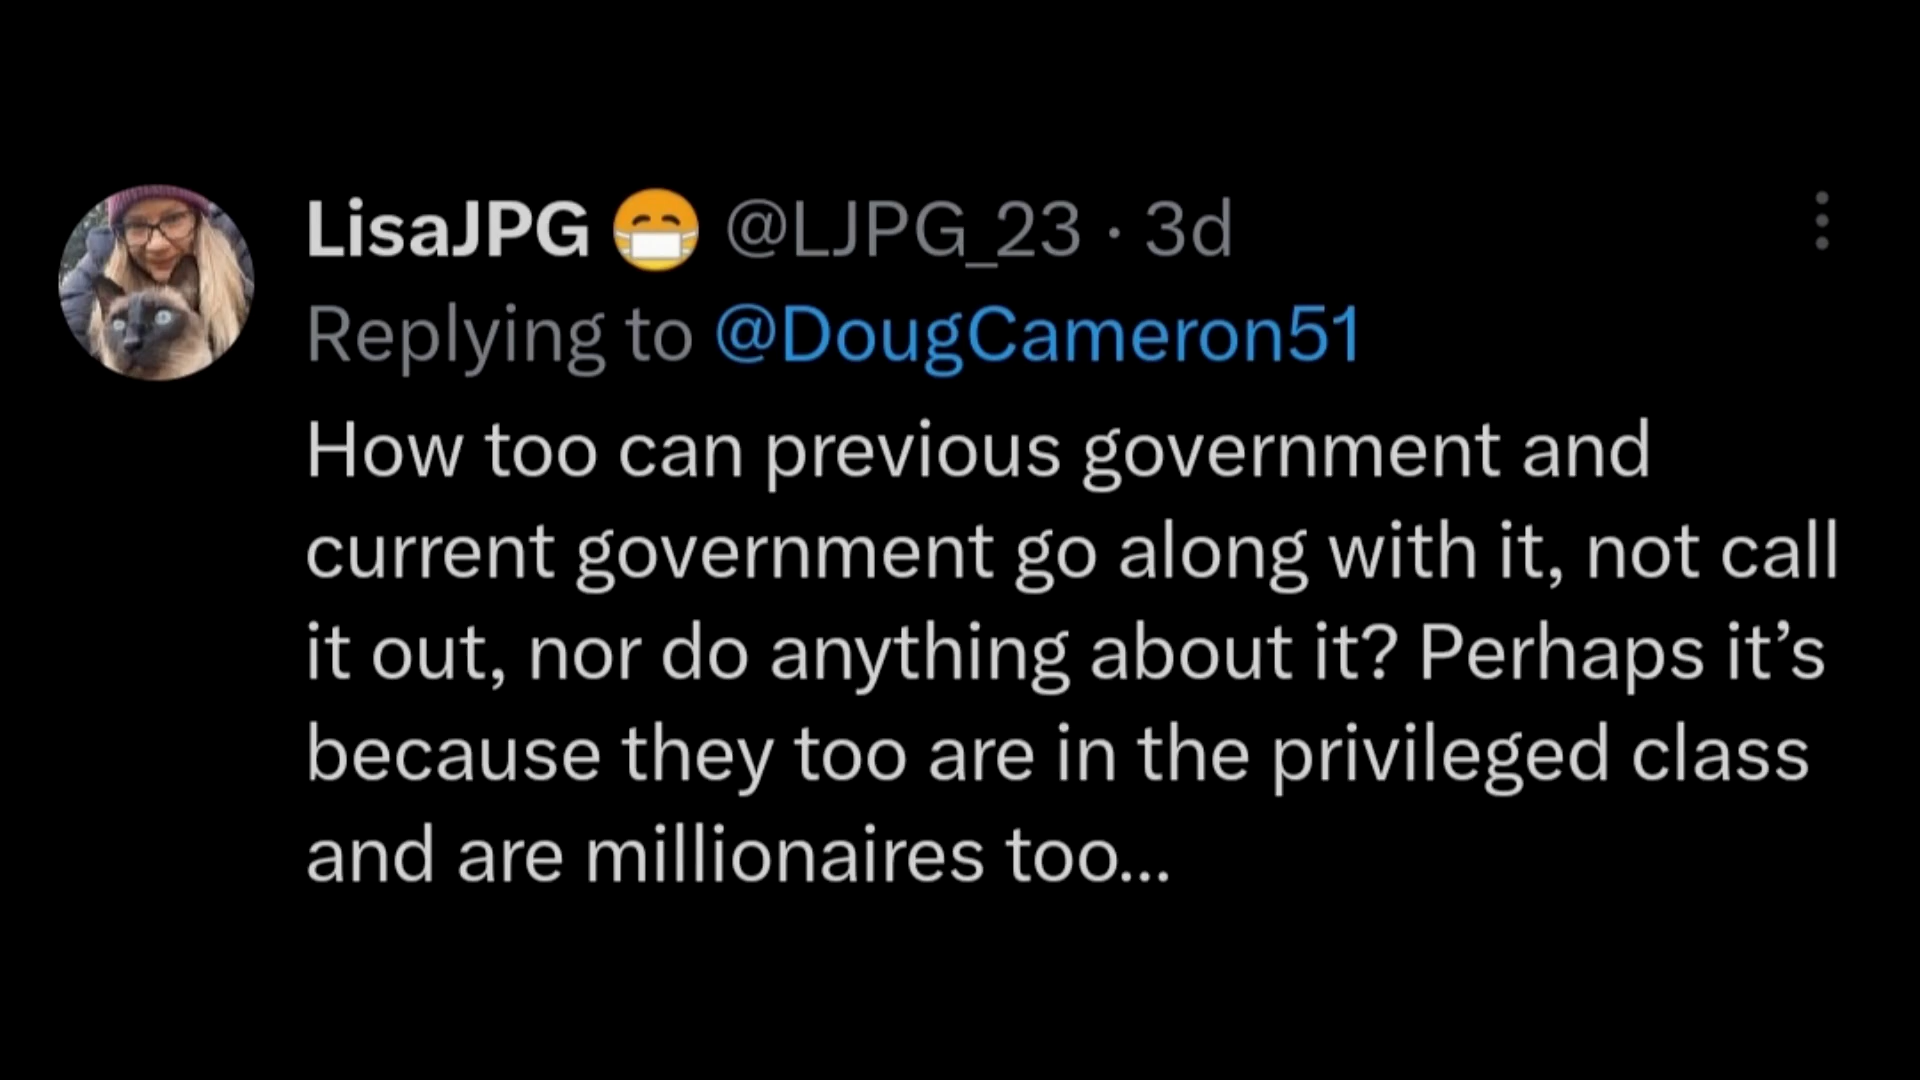 LisaJPG 😷 @LJPG_23 · 3d
Replying to @DougCameron51
How too can previous government and
current government go along with it, not call
it out, nor do anything about it? Perhaps it’s
because they too are in the privileged class
and are millionaires too...